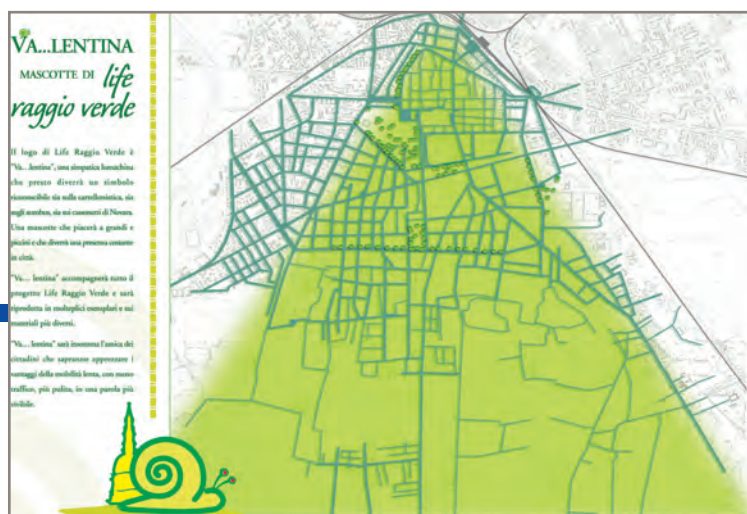 VA...LENTINA
MASCOTTE DI life
raggio verde
Il logo di Life Raggio Verde è
"Va... lentina", una simpatica lumachina
che presto diverrà un simbolo
riconoscibile sia sulla cartellonistica, sia
sugli autobus, sia sui cassonetti di Novara.
Una mascotte che piacerà a grandi e
piccini e che diverrà una presenza costante
in città.
"Va... lentina" accompagnerà tutto il
progetto Life Raggio Verde e sarà
riprodotta in molteplici esemplari e sui
materiali più diversi.
"Va... lentina" sarà insomma l'amica dei
cittadini che sapranno apprezzare i
vantaggi della mobilità lenta, con meno
traffico, più pulita, in una parola più
vivibile.